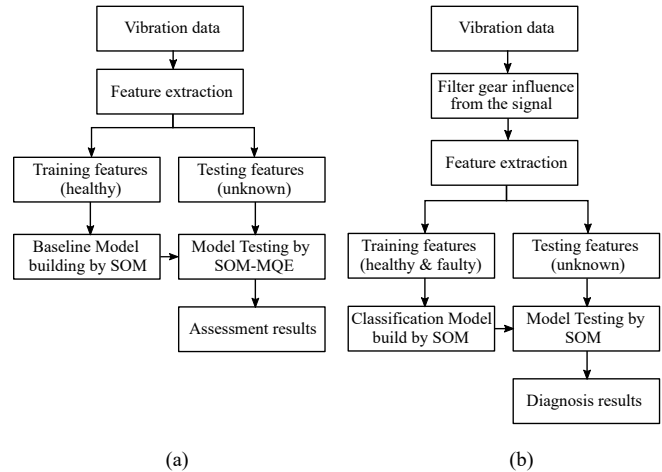 Vibration data
Feature extraction
Training features
(healthy)
Testing features
(unknown)
Baseline Model
building by SOM
Model Testing by
SOM-MQE
Assessment results
(a)
Vibration data
Filter gear influence
from the signal
Feature extraction
Training features
(healthy & faulty)
Testing features
(unknown)
Classification Model
build by SOM
Model Testing by
SOM
Diagnosis results
(b)